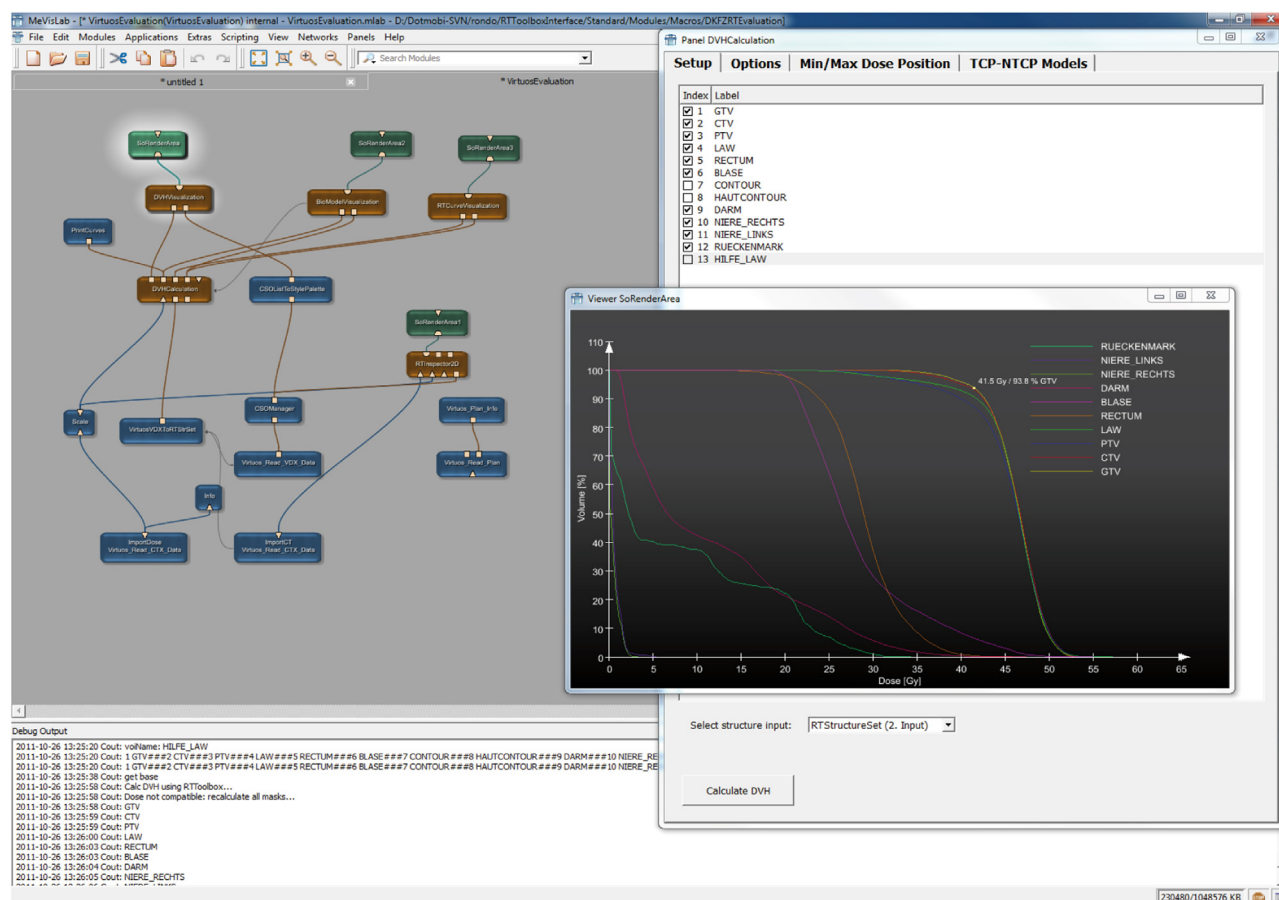 MeVisLab - [* VirtuosEvaluation(VirtuosEvaluation) internal - VirtuosEvaluation.mlab - D:/Dotmobi-SVN/rondo/RTToolboxInterface/Standard/Modules/Macros/DKFZRTEvaluation]
File Edit Modules Applications Extras Scripting View Networks Panels Help
Search Modules
* untitled 1
* VirtuosEvaluation
SoRenderArea
SoRenderArea2
SoRenderArea3
DVHVisualization
BioModelVisualization
RTCurveVisualization
PrintCurves
DVHCalculation
CSOListToStylePalette
SoRenderArea1
RTInspector2D
Scale
VirtuosVDXToRTStrSet
CSOManager
Virtuos_Plan_Info
Virtuos_Read_VDX_Data
Virtuos_Read_Plan
Info
ImportDose
Virtuos_Read_CTX_Data
ImportCT
Virtuos_Read_CTX_Data
Panel DVHCalculation
Setup Options Min/Max Dose Position TCP-NTCP Models
Index Label
1 GTV
2 CTV
3 PTV
4 LAW
5 RECTUM
6 BLASE
7 CONTOUR
8 HAUTCONTOUR
9 DARM
10 NIERE_RECHTS
11 NIERE_LINKS
12 RUECKENMARK
13 HILFE_LAW
Viewer SoRenderArea
110
100
90
80
70
60
50
40
30
20
10
0
Volume [%]
0 5 10 15 20 25 30 35 40 45 50 55 60 65
Dose [Gy]
41.5 Gy / 93.8 % GTV
RUECKENMARK
NIERE_LINKS
NIERE_RECHTS
DARM
BLASE
RECTUM
LAW
PTV
CTV
GTV
Select structure input: RTStructureSet (2. Input)
Calculate DVH
Debug Output
2011-10-26 13:25:20 Cout: voiName: HILFE_LAW
2011-10-26 13:25:20 Cout: 1 GTV###2 CTV###3 PTV###4 LAW###5 RECTUM###6 BLASE###7 CONTOUR###8 HAUTCONTOUR###9 DARM###10 NIERE_RE
2011-10-26 13:25:20 Cout: 1 GTV###2 CTV###3 PTV###4 LAW###5 RECTUM###6 BLASE###7 CONTOUR###8 HAUTCONTOUR###9 DARM###10 NIERE_RE
2011-10-26 13:25:38 Cout: get base
2011-10-26 13:25:58 Cout: Calc DVH using RTToolbox...
2011-10-26 13:25:58 Cout: Dose not compatible: recalculate all masks...
2011-10-26 13:25:58 Cout: GTV
2011-10-26 13:25:59 Cout: CTV
2011-10-26 13:25:59 Cout: PTV
2011-10-26 13:26:00 Cout: LAW
2011-10-26 13:26:03 Cout: RECTUM
2011-10-26 13:26:03 Cout: BLASE
2011-10-26 13:26:04 Cout: DARM
2011-10-26 13:26:05 Cout: NIERE_RECHTS
230480/1048576 KB